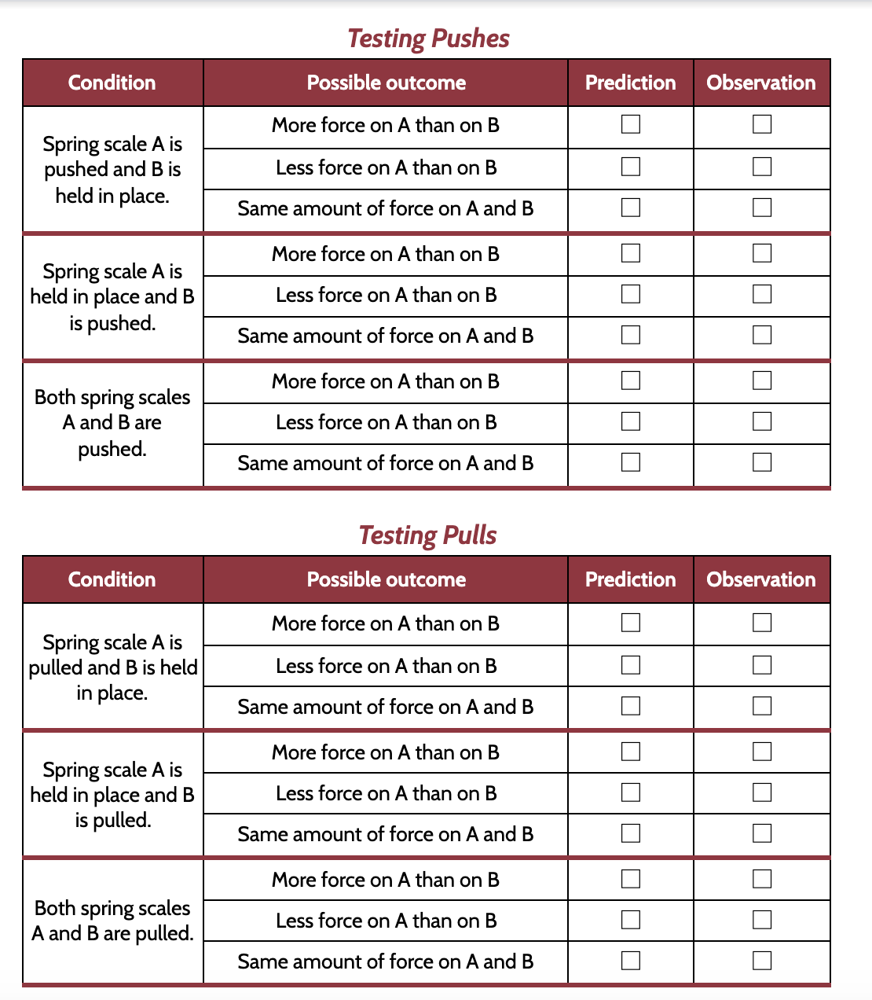 Testing Pushes
Condition Possible outcome Prediction Observation
Spring scale A is
pushed and B is
held in place.
More force on A than on B
Less force on A than on B
Same amount of force on A and B
Spring scale A is
held in place and B
is pushed.
More force on A than on B
Less force on A than on B
Same amount of force on A and B
Both spring scales
A and B are
pushed.
More force on A than on B
Less force on A than on B
Same amount of force on A and B
Testing Pulls
Condition Possible outcome Prediction Observation
Spring scale A is
pulled and B is held
in place.
More force on A than on B
Less force on A than on B
Same amount of force on A and B
Spring scale A is
held in place and B
is pulled.
More force on A than on B
Less force on A than on B
Same amount of force on A and B
Both spring scales
A and B are pulled.
More force on A than on B
Less force on A than on B
Same amount of force on A and B